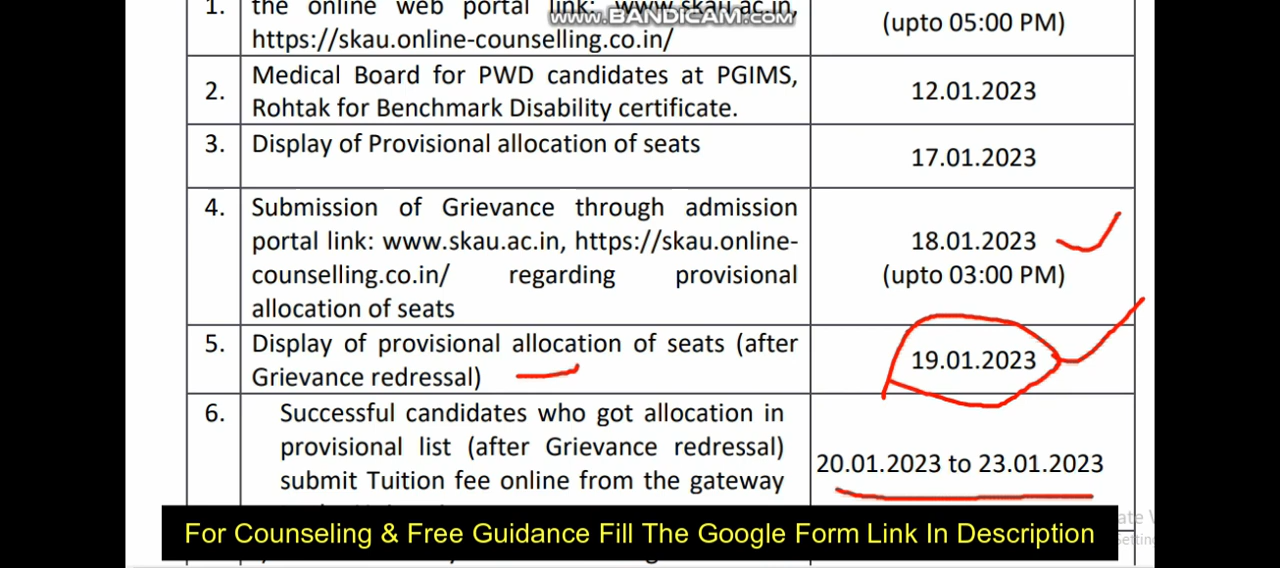 1. the online web portal link: www.skau.ac.in,
WWW.BANDICAM.COM
https://skau.online-counselling.co.in/
(upto 05:00 PM)
2. Medical Board for PWD candidates at PGIMS,
Rohtak for Benchmark Disability certificate.
12.01.2023
3. Display of Provisional allocation of seats
17.01.2023
4. Submission of Grievance through admission
portal link: www.skau.ac.in, https://skau.online-
counselling.co.in/ regarding provisional
allocation of seats
18.01.2023
(upto 03:00 PM)
5. Display of provisional allocation of seats (after
Grievance redressal)
19.01.2023
6. Successful candidates who got allocation in
provisional list (after Grievance redressal)
submit Tuition fee online from the gateway
20.01.2023 to 23.01.2023
For Counseling & Free Guidance Fill The Google Form Link In Description